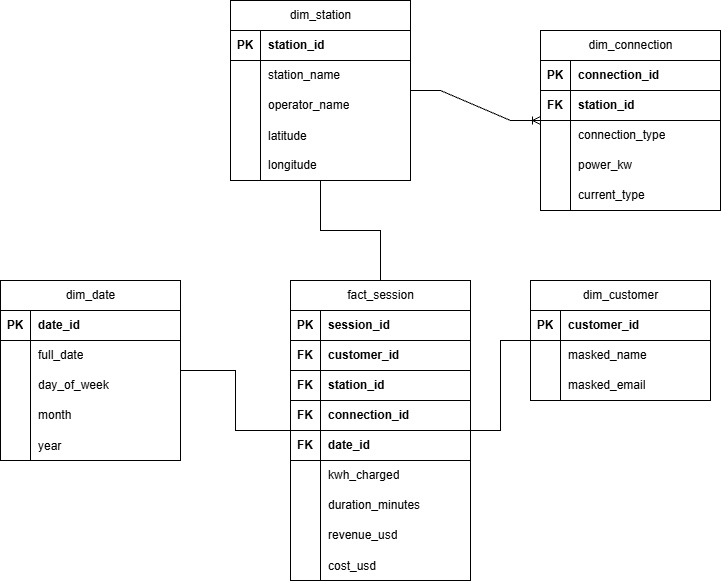 dim_station
PK station_id
station_name
operator_name
latitude
longitude
dim_connection
PK connection_id
FK station_id
connection_type
power_kw
current_type
dim_date
PK date_id
full_date
day_of_week
month
year
fact_session
PK session_id
FK customer_id
FK station_id
FK connection_id
FK date_id
kwh_charged
duration_minutes
revenue_usd
cost_usd
dim_customer
PK customer_id
masked_name
masked_email